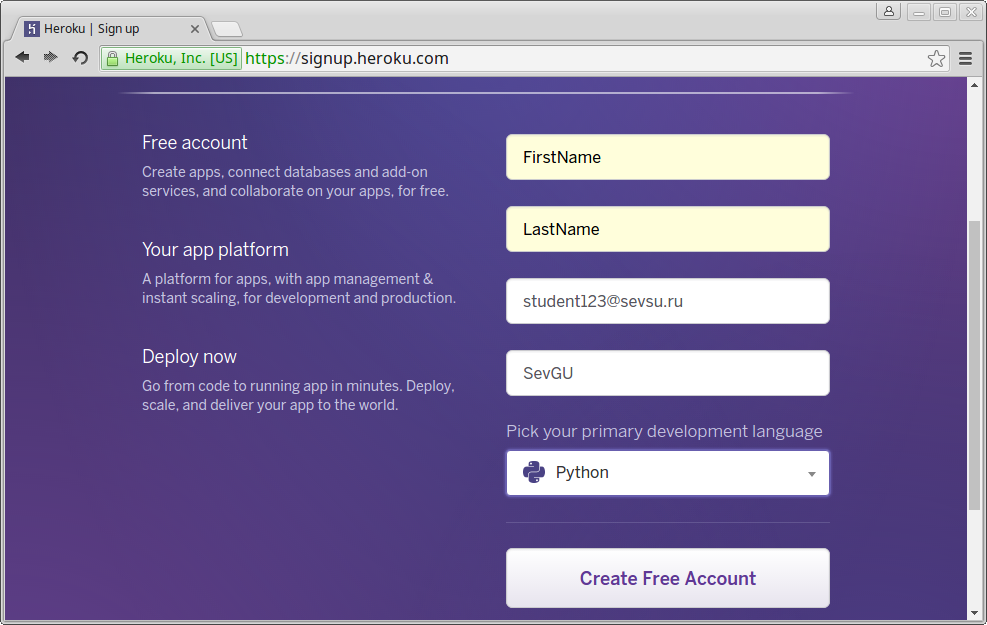 Heroku | Sign up
Heroku, Inc. [US] https://signup.heroku.com
Free account
Create apps, connect databases and add-on
services, and collaborate on your apps, for free.
Your app platform
A platform for apps, with app management &
instant scaling, for development and production.
Deploy now
Go from code to running app in minutes. Deploy,
scale, and deliver your app to the world.
FirstName
LastName
student123@sevsu.ru
SevGU
Pick your primary development language
Python
Create Free Account